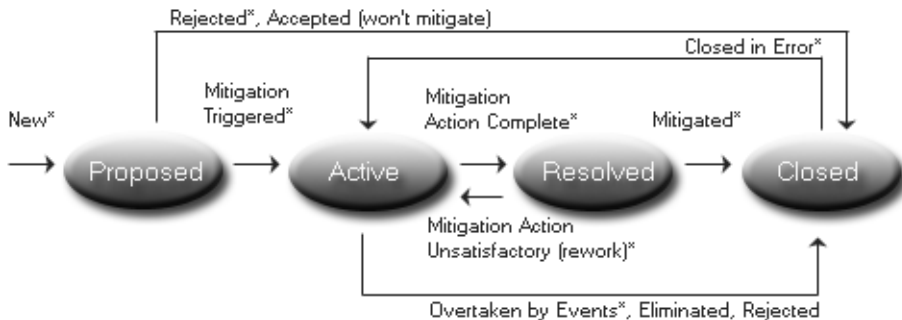 Rejected*, Accepted (won't mitigate)
Closed in Error*
New*
Mitigation
Triggered*
Mitigation
Action Complete*
Mitigated*
Proposed
Active
Resolved
Closed
Mitigation Action
Unsatisfactory (rework)*
Overtaken by Events*, Eliminated, Rejected